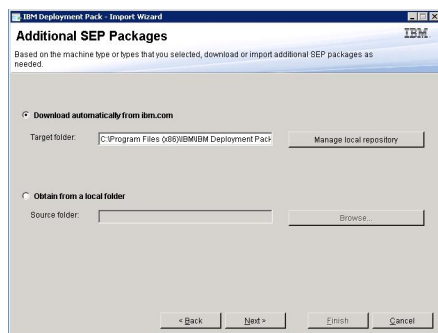 IBM Deployment Pack - Import Wizard
Additional SEP Packages
IBM
Based on the machine type or types that you selected, download or import additional SEP packages as
needed.
Download automatically from ibm.com
Target folder: C:\Program Files (x86)\IBM\IBM Deployment Pack Manage local repository
Obtain from a local folder
Source folder: Browse...
< Back Next > Finish Cancel